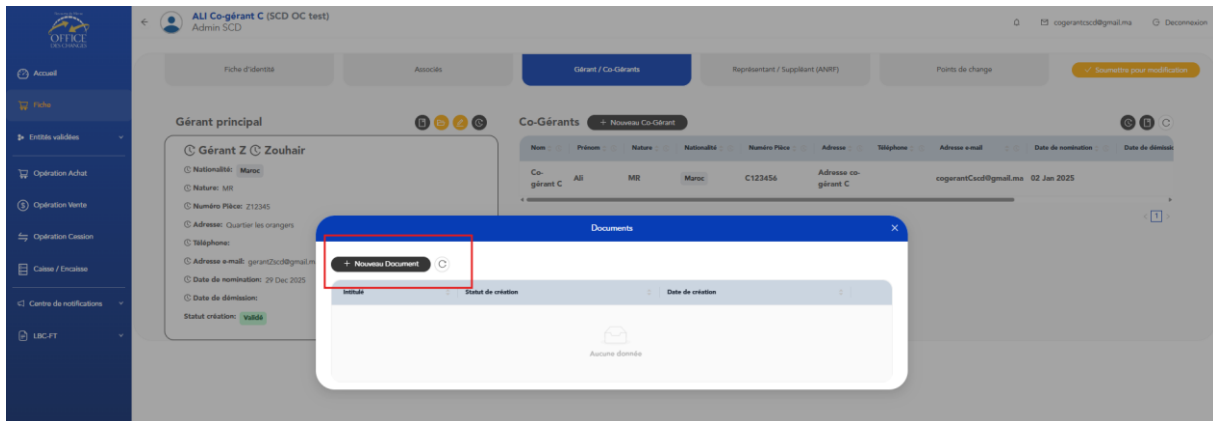 ALI Co-gérant C (SCD OC test)
Admin SCD
cogerantcscd@gmail.ma
Deconnexion
OFFICE
DES CHANGES
Accueil
Fiche
Entités validées
Opération Achat
Opération Vente
Opération Cession
Caisse / Encaisse
Centre de notifications
LBC-FT
Fiche d'identité
Associés
Gérant / Co-Gérants
Représentant / Suppléant (ANRF)
Points de change
Soumettre pour modification
Gérant principal
Gérant Z Zouhair
Nationalité: Maroc
Nature: MR
Numéro Pièce: Z12345
Adresse: Quartier les orangers
Téléphone:
Adresse e-mail: gerantZscd@gmail.m
Date de nomination: 29 Dec 2025
Date de démission:
Statut création: Validé
Co-Gérants
+ Nouveau Co-Gérant
Nom Prénom Nature Nationalité Numéro Pièce Adresse Téléphone Adresse e-mail Date de nomination Date de démissio
Co-gérant C Ali MR Maroc C123456 Adresse co-gérant C cogerantCscd@gmail.ma 02 Jan 2025
1
Documents
+ Nouveau Document
Intitulé Statut de création Date de création
Aucune donnée